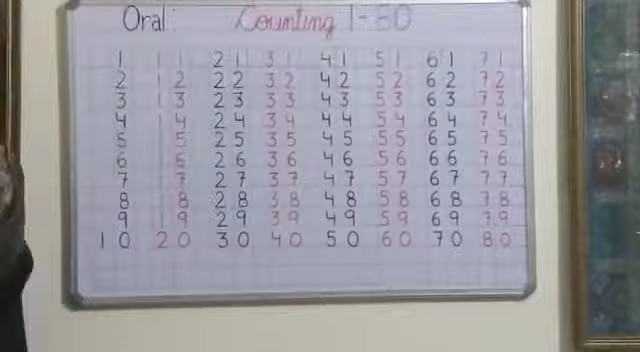 Oral: Counting 1-80
1 11 21 31 41 51 61 71
2 12 22 32 42 52 62 72
3 13 23 33 43 53 63 73
4 14 24 34 44 54 64 74
5 15 25 35 45 55 65 75
6 16 26 36 46 56 66 76
7 17 27 37 47 57 67 77
8 18 28 38 48 58 68 78
9 19 29 39 49 59 69 79
10 20 30 40 50 60 70 80